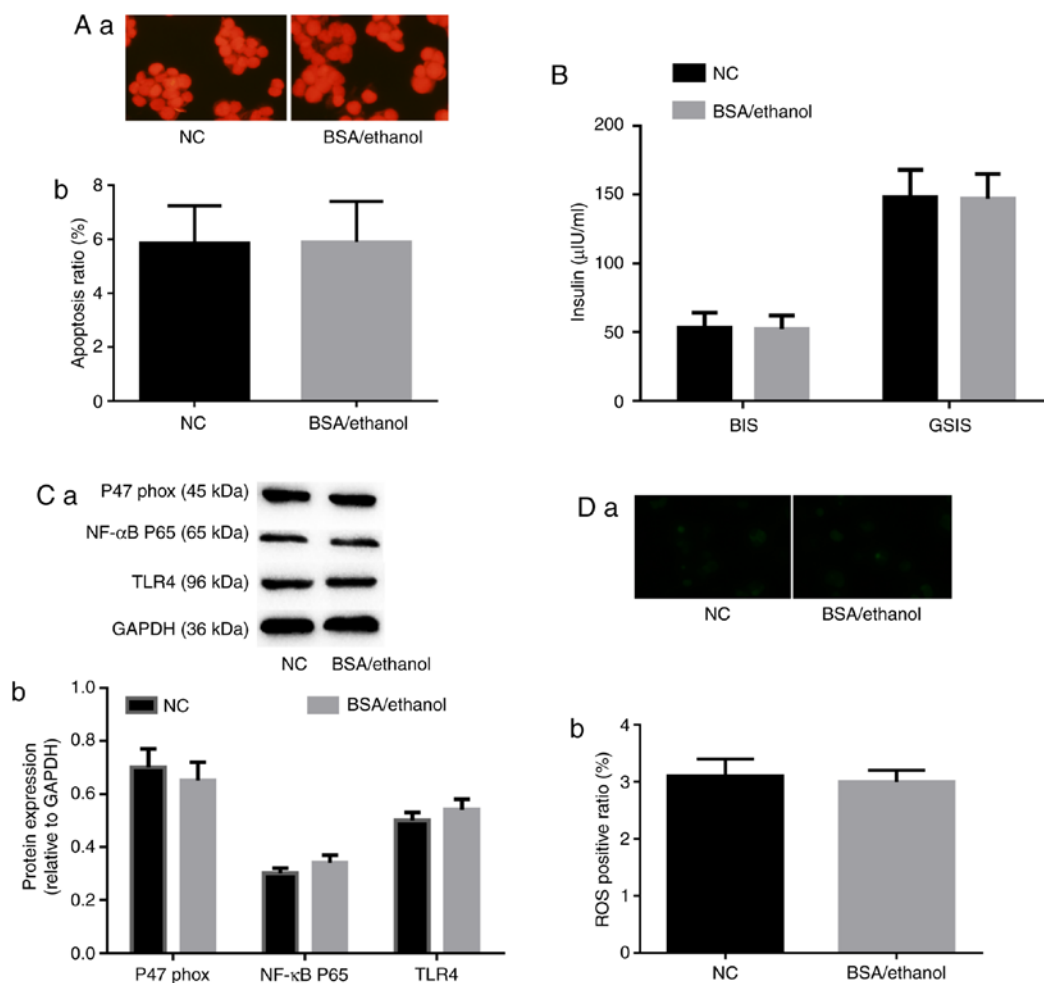 A a
NC BSA/ethanol
b
8
6
4
2
0
Apoptosis ratio (%)
NC BSA/ethanol
B
NC
BSA/ethanol
200
150
100
50
0
Insulin (µIU/ml)
BIS GSIS
C a
P47 phox (45 kDa)
NF-αB P65 (65 kDa)
TLR4 (96 kDa)
GAPDH (36 kDa)
NC BSA/ethanol
b
NC BSA/ethanol
1.0
0.8
0.6
0.4
0.2
0.0
Protein expression
(relative to GAPDH)
P47 phox NF-κB P65 TLR4
D a
NC BSA/ethanol
b
4
3
2
1
0
ROS positive ratio (%)
NC BSA/ethanol